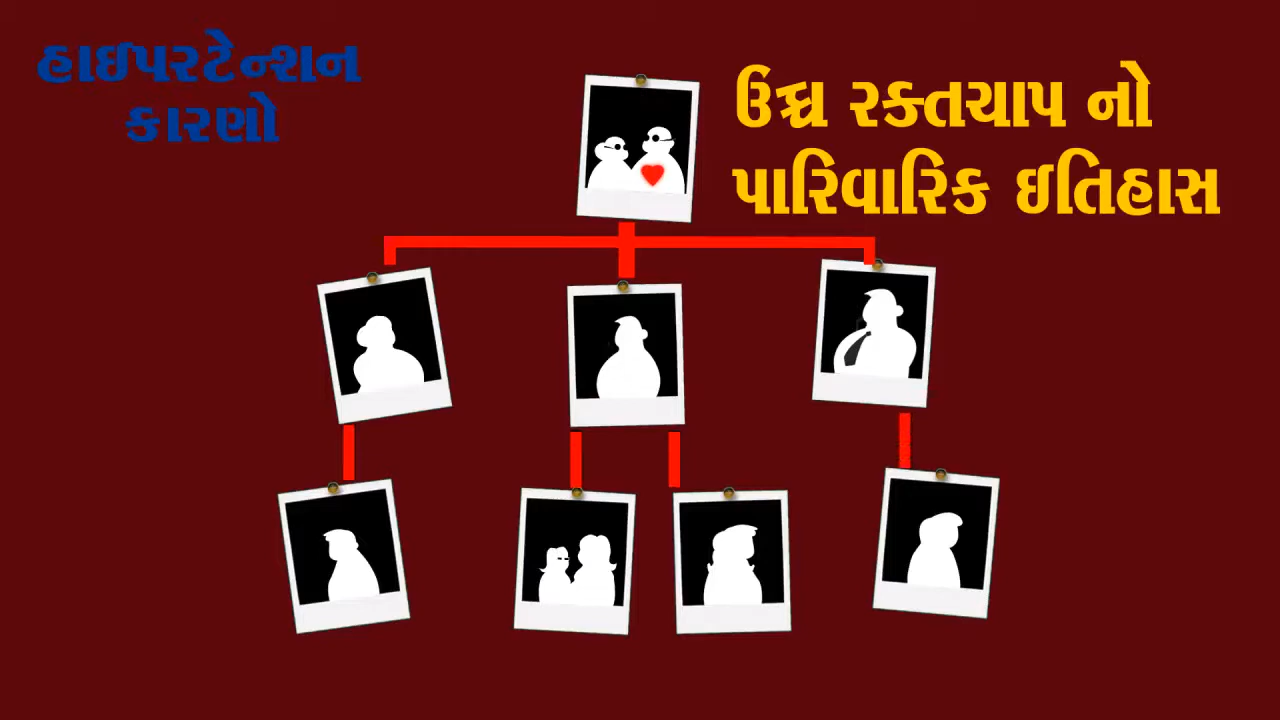 હાઇપરટેન્શન
કારણો
ઉચ્ચ રક્તચાપ નો
પારિવારિક ઇતિહાસ